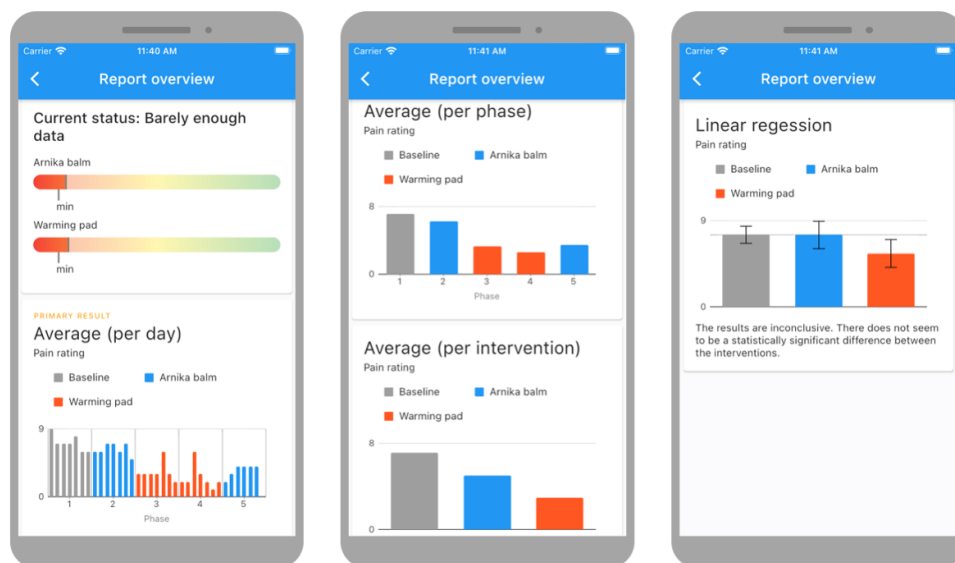 Carrier 11:40 AM
Report overview
Current status: Barely enough
data
Arnika balm
min
Warming pad
min
PRIMARY RESULT
Average (per day)
Pain rating
Baseline Arnika balm
Warming pad
9
0
1 2 3 4 5
Phase
Carrier 11:41 AM
Report overview
Average (per phase)
Pain rating
Baseline Arnika balm
Warming pad
8
0
1 2 3 4 5
Phase
Average (per intervention)
Pain rating
Baseline Arnika balm
Warming pad
8
0
Carrier 11:41 AM
Report overview
Linear regression
Pain rating
Baseline Arnika balm
Warming pad
9
0
The results are inconclusive. There does not seem
to be a statistically significant difference between
the interventions.